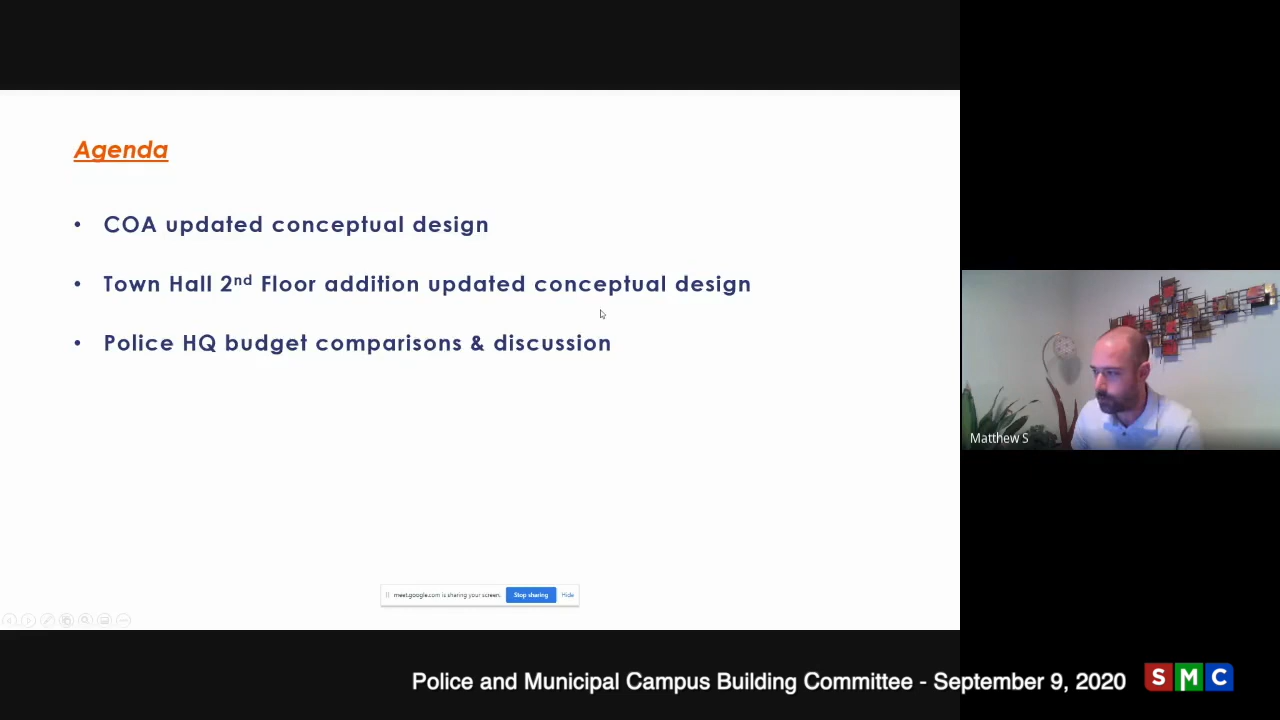 Agenda
• COA updated conceptual design
• Town Hall 2nd Floor addition updated conceptual design
• Police HQ budget comparisons & discussion
Matthew S
meet.google.com is sharing your screen. Stop sharing Hide
Police and Municipal Campus Building Committee - September 9, 2020 SMC